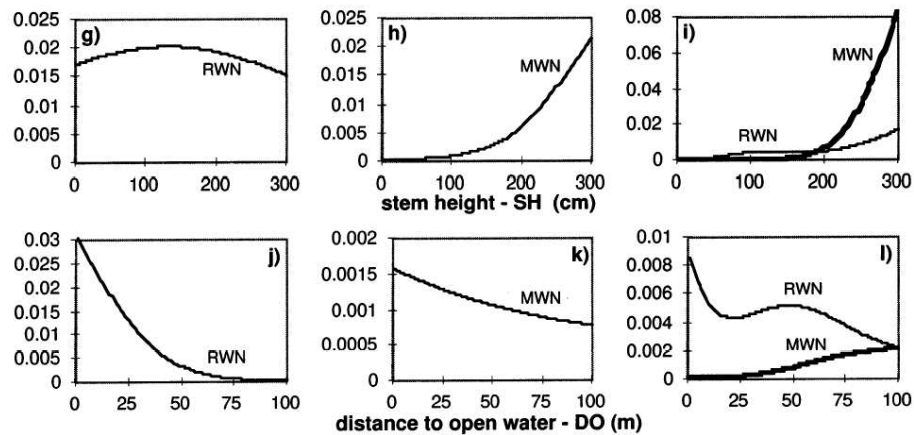 g)
0.025
0.02
0.015
0.01
0.005
0
RWN
0 100 200 300
h)
0.025
0.02
0.015
0.01
0.005
0
MWN
0 100 200 300
i)
0.08
0.06
0.04
0.02
0
MWN
RWN
0 100 200 300
stem height - SH (cm)
j)
0.03
0.025
0.02
0.015
0.01
0.005
0
RWN
0 25 50 75 100
k)
0.002
0.0015
0.001
0.0005
0
MWN
0 25 50 75 100
l)
0.01
0.008
0.006
0.004
0.002
0
RWN
MWN
0 25 50 75 100
distance to open water - DO (m)